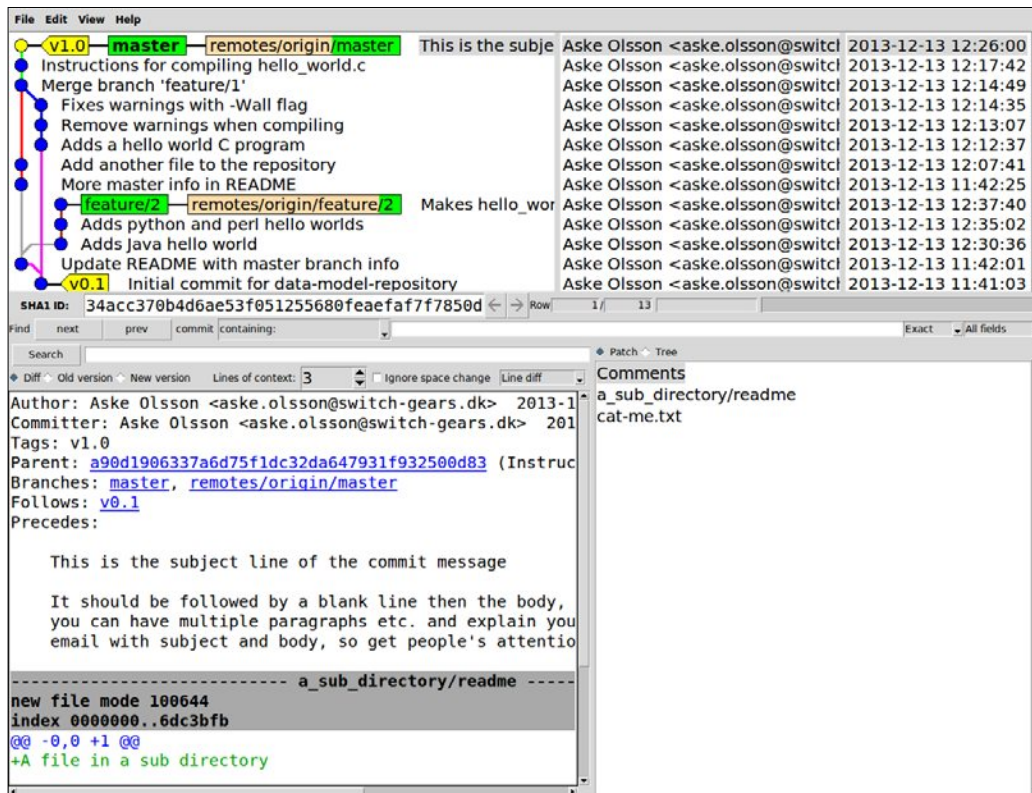 File Edit View Help
v1.0 master remotes/origin/master This is the subje Aske Olsson <aske.olsson@switch 2013-12-13 12:26:00
Instructions for compiling hello_world.c Aske Olsson <aske.olsson@switch 2013-12-13 12:17:42
Merge branch 'feature/1' Aske Olsson <aske.olsson@switch 2013-12-13 12:14:49
Fixes warnings with -Wall flag Aske Olsson <aske.olsson@switch 2013-12-13 12:14:35
Remove warnings when compiling Aske Olsson <aske.olsson@switch 2013-12-13 12:13:07
Adds a hello world C program Aske Olsson <aske.olsson@switch 2013-12-13 12:12:37
Add another file to the repository Aske Olsson <aske.olsson@switch 2013-12-13 12:07:41
More master info in README Aske Olsson <aske.olsson@switch 2013-12-13 11:42:25
feature/2 remotes/origin/feature/2 Makes hello_wor Aske Olsson <aske.olsson@switch 2013-12-13 12:37:40
Adds python and perl hello worlds Aske Olsson <aske.olsson@switch 2013-12-13 12:35:02
Adds Java hello world Aske Olsson <aske.olsson@switch 2013-12-13 12:30:36
Update README with master branch info Aske Olsson <aske.olsson@switch 2013-12-13 11:42:01
v0.1 Initial commit for data-model-repository Aske Olsson <aske.olsson@switch 2013-12-13 11:41:03
SHA1 ID: 34acc370b4d6ae53f051255680feaefaf7f7850d Row 1 / 13
Find next prev commit containing: Exact All fields
Search
Diff Old version New version Lines of context: 3 Ignore space change Line diff
Author: Aske Olsson <aske.olsson@switch-gears.dk> 2013-1
Committer: Aske Olsson <aske.olsson@switch-gears.dk> 201
Tags: v1.0
Parent: a90d1906337a6d75f1dc32da647931f932500d83 (Instruc
Branches: master, remotes/origin/master
Follows: v0.1
Precedes:
This is the subject line of the commit message
It should be followed by a blank line then the body,
you can have multiple paragraphs etc. and explain you
email with subject and body, so get people's attentio
---------------------------- a_sub_directory/readme -----
new file mode 100644
index 0000000..6dc3bfb
@@ -0,0 +1 @@
+A file in a sub directory
Patch Tree
Comments
a_sub_directory/readme
cat-me.txt